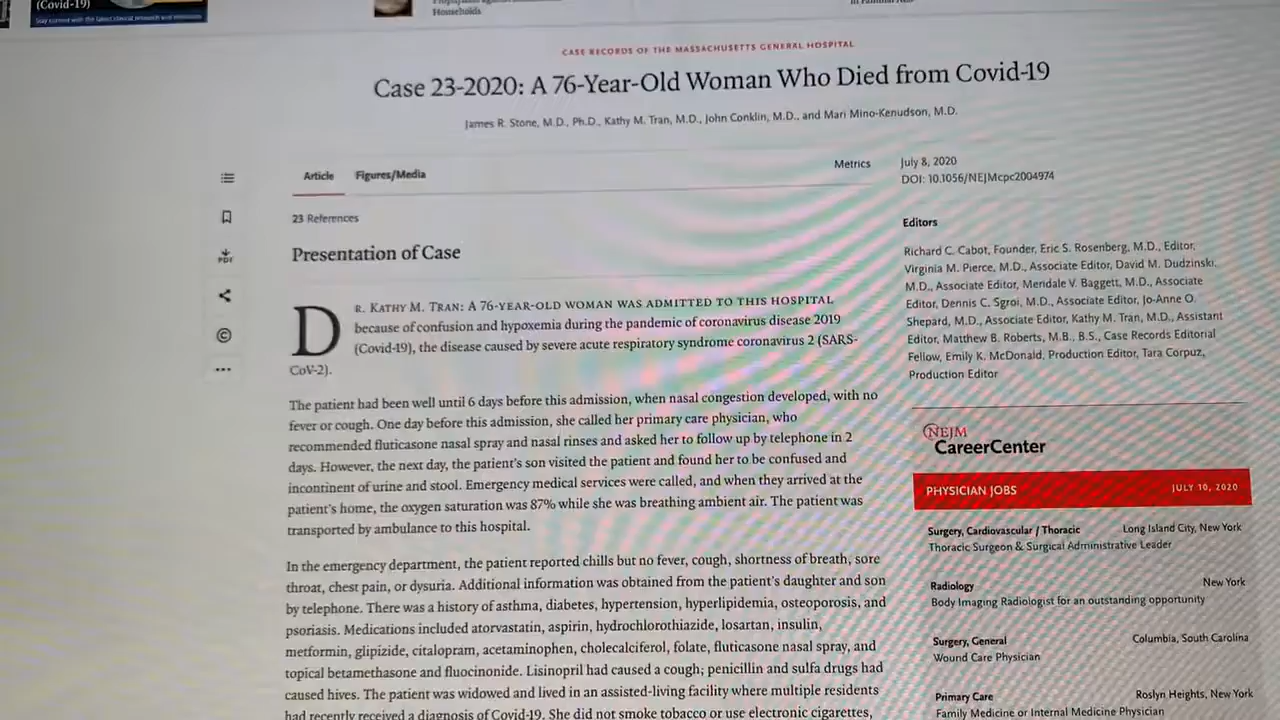 (Covid-19)
Households
CASE RECORDS OF THE MASSACHUSETTS GENERAL HOSPITAL
Case 23-2020: A 76-Year-Old Woman Who Died from Covid-19
James R. Stone, M.D., Ph.D., Kathy M. Tran, M.D., John Conklin, M.D., and Mari Mino-Kenudson, M.D.
Article Figures/Media
Metrics
23 References
Presentation of Case
DR. KATHY M. TRAN: A 76-YEAR-OLD WOMAN WAS ADMITTED TO THIS HOSPITAL
because of confusion and hypoxemia during the pandemic of coronavirus disease 2019
(Covid-19), the disease caused by severe acute respiratory syndrome coronavirus 2 (SARS-
CoV-2).
The patient had been well until 6 days before this admission, when nasal congestion developed, with no
fever or cough. One day before this admission, she called her primary care physician, who
recommended fluticasone nasal spray and nasal rinses and asked her to follow up by telephone in 2
days. However, the next day, the patient's son visited the patient and found her to be confused and
incontinent of urine and stool. Emergency medical services were called, and when they arrived at the
patient's home, the oxygen saturation was 87% while she was breathing ambient air. The patient was
transported by ambulance to this hospital.
In the emergency department, the patient reported chills but no fever, cough, shortness of breath, sore
throat, chest pain, or dysuria. Additional information was obtained from the patient's daughter and son
by telephone. There was a history of asthma, diabetes, hypertension, hyperlipidemia, osteoporosis, and
psoriasis. Medications included atorvastatin, aspirin, hydrochlorothiazide, losartan, insulin,
metformin, glipizide, citalopram, acetaminophen, cholecalciferol, folate, fluticasone nasal spray, and
topical betamethasone and fluocinonide. Lisinopril had caused a cough; penicillin and sulfa drugs had
caused hives. The patient was widowed and lived in an assisted-living facility where multiple residents
had recently received a diagnosis of Covid-19. She did not smoke tobacco or use electronic cigarettes,
July 8, 2020
DOI: 10.1056/NEJMcpc2004974
Editors
Richard C. Cabot, Founder, Eric S. Rosenberg, M.D., Editor,
Virginia M. Pierce, M.D., Associate Editor, David M. Dudzinski,
M.D., Associate Editor, Meridale V. Baggett, M.D., Associate
Editor, Dennis C. Sgroi, M.D., Associate Editor, Jo-Anne O.
Shepard, M.D., Associate Editor, Kathy M. Tran, M.D., Assistant
Editor, Matthew B. Roberts, M.B., B.S., Case Records Editorial
Fellow, Emily K. McDonald, Production Editor, Tara Corpuz,
Production Editor
NEJM
CareerCenter
PHYSICIAN JOBS JULY 10, 2020
Surgery, Cardiovascular / Thoracic Long Island City, New York
Thoracic Surgeon & Surgical Administrative Leader
Radiology New York
Body Imaging Radiologist for an outstanding opportunity
Surgery, General Columbia, South Carolina
Wound Care Physician
Primary Care Roslyn Heights, New York
Family Medicine or Internal Medicine Physician
PDF